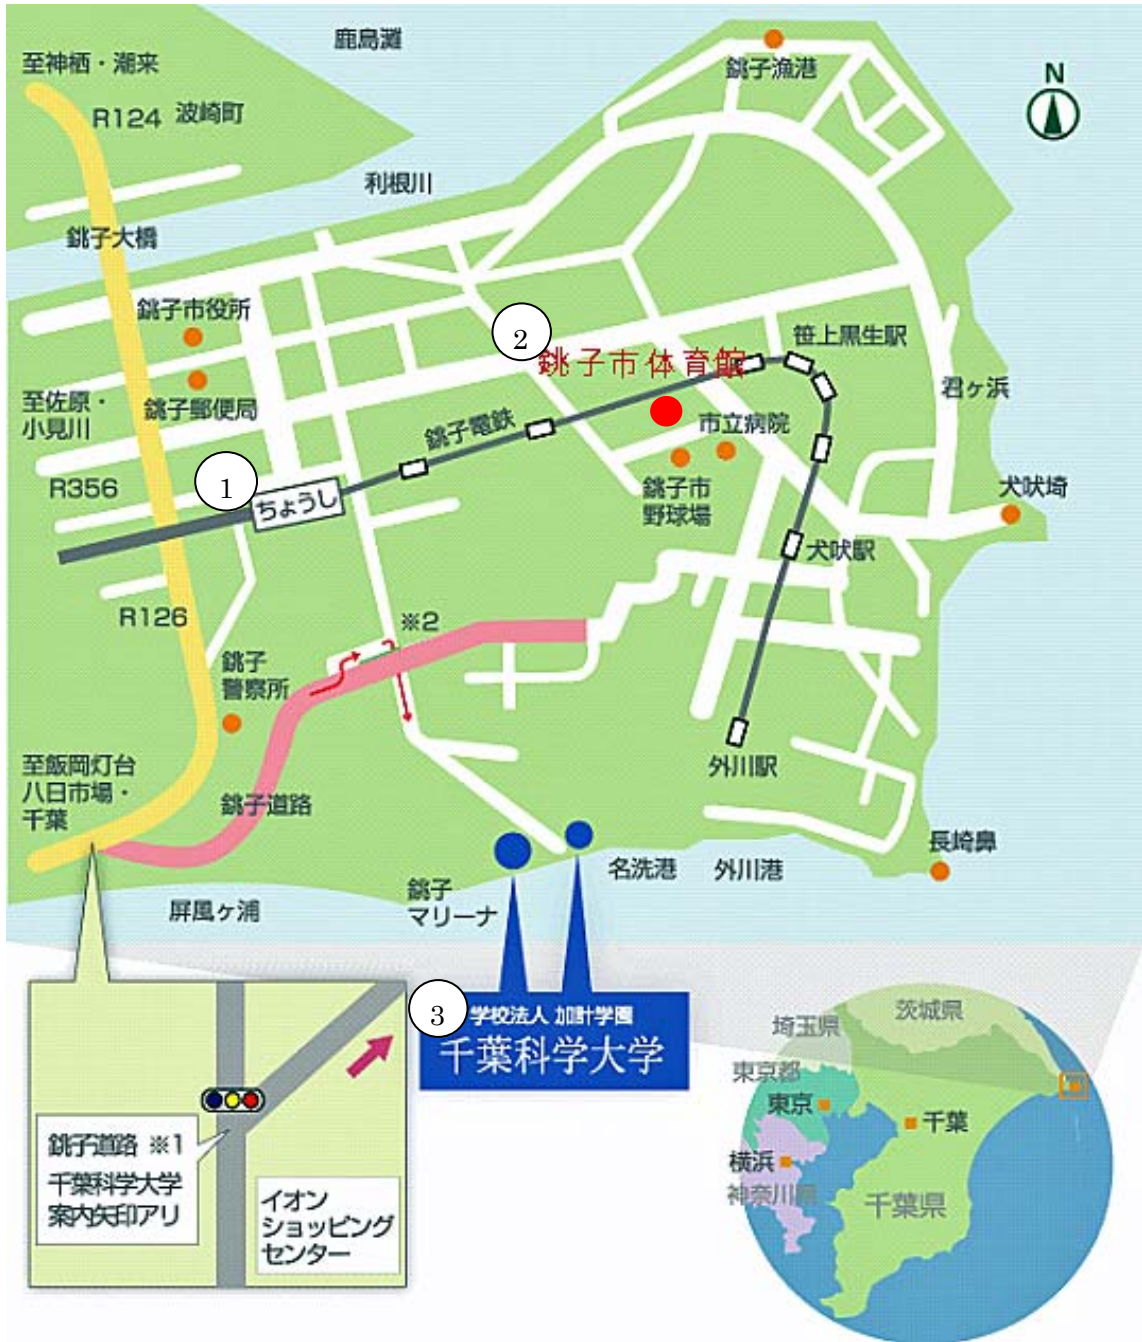 鹿島灘
至神栖・潮来
銚子漁港
N
R124
波崎町
利根川
銚子大橋
銚子市役所
②
笹上黒生駅
銚子市体育館
至佐原・
小見川
銚子郵便局
君ヶ浜
銚子電鉄
市立病院
R356
①
ちょうし
銚子市
野球場
犬吠埼
犬吠駅
R126
※2
銚子
警察所
至飯岡灯台
八日市場・
千葉
銚子道路
外川駅
名洗港
外川港
長崎鼻
銚子
マリーナ
屏風ヶ浦
③
学校法人 加計学園
千葉科学大学
銚子道路 ※1
千葉科学大学
案内矢印アリ
イオン
ショッピング
センター
茨城県
埼玉県
東京都
東京
千葉
横浜
神奈川県
千葉県